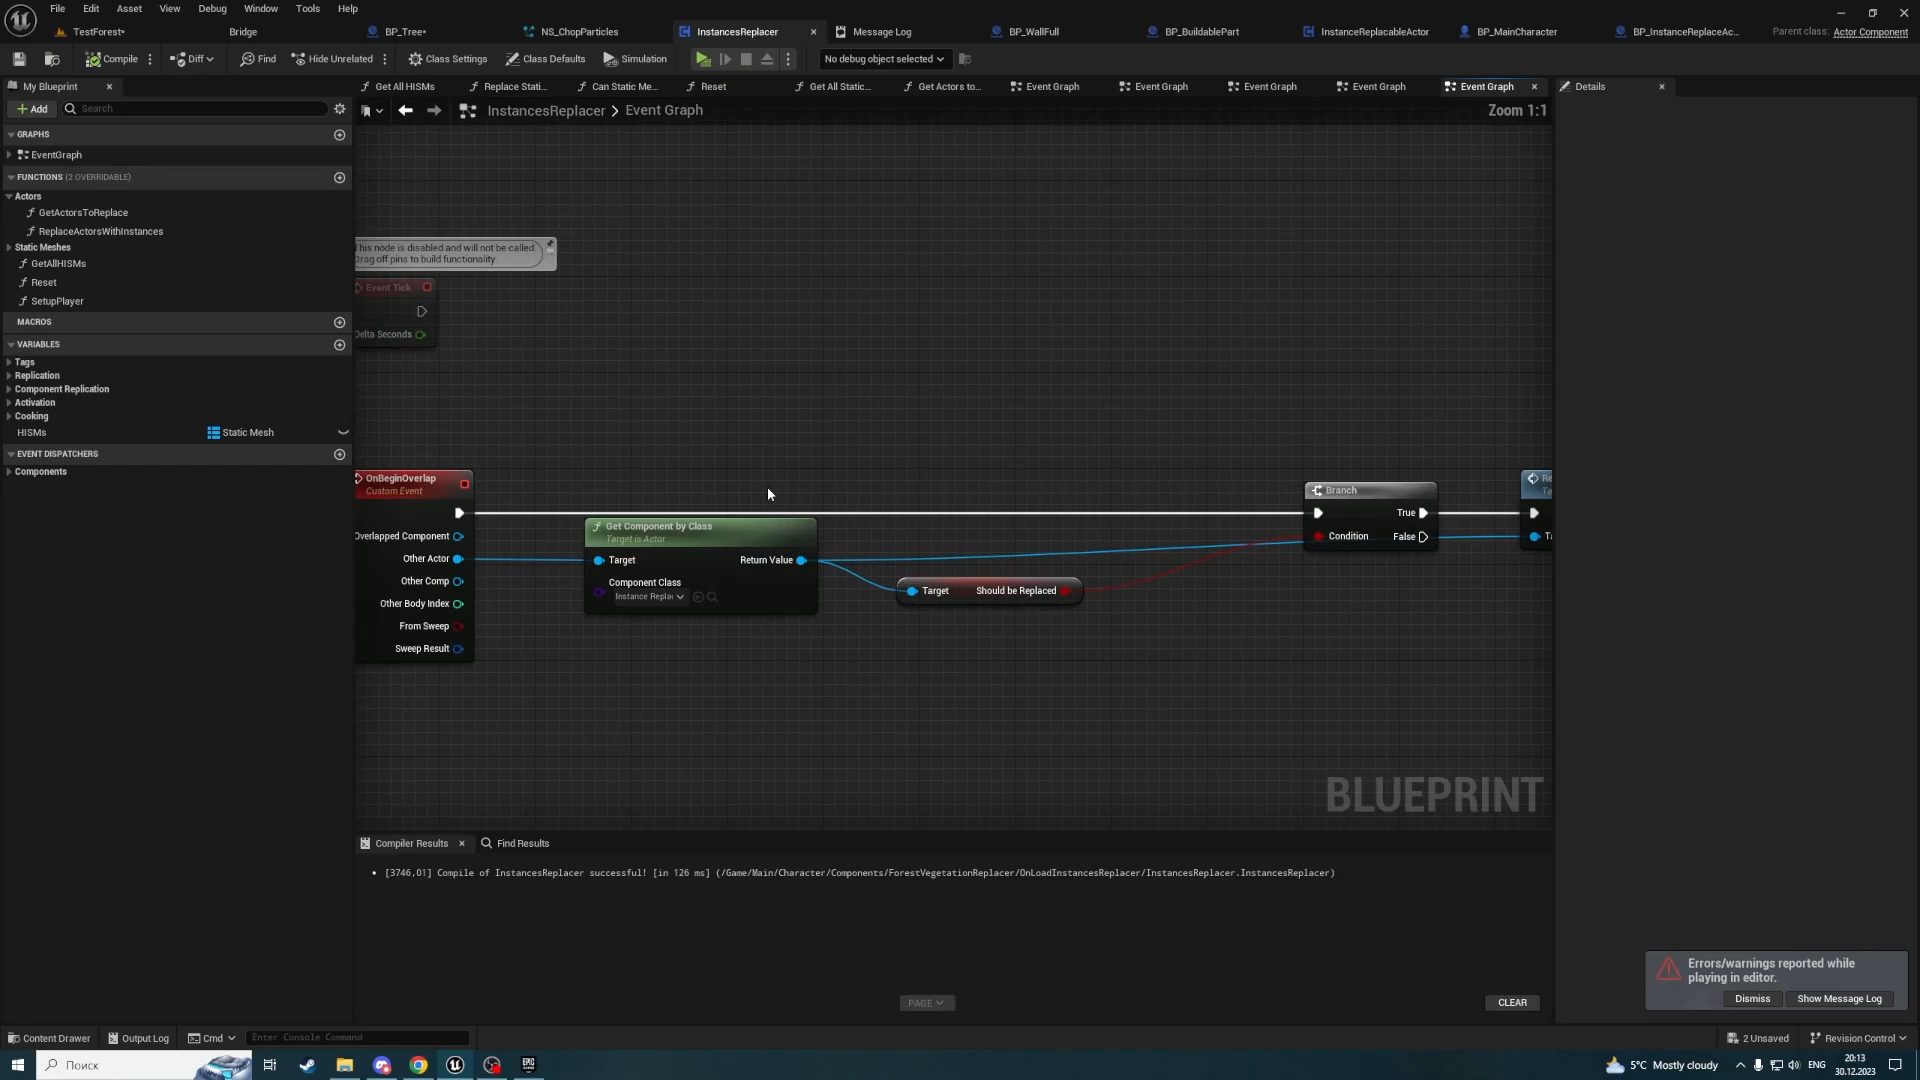 File Edit Asset View Debug Window Tools Help
TestForest* Bridge BP_Tree* NS_ChopParticles InstancesReplacer Message Log BP_WallFull BP_BuildablePart InstanceReplacableActor BP_MainCharacter BP_InstanceReplaceAc... Parent class: Actor Component
Compile Diff Find Hide Unrelated Class Settings Class Defaults Simulation No debug object selected
My Blueprint Get All HISMs Replace Stati... Can Static Me... Reset Get All Static... Get Actors to... Event Graph Event Graph Event Graph Event Graph Event Graph Details
+ Add Search InstancesReplacer > Event Graph Zoom 1:1
GRAPHS
EventGraph
FUNCTIONS (2 OVERRIDABLE)
Actors
GetActorsToReplace
ReplaceActorsWithInstances
Static Meshes
GetAllHISMs
Reset
SetupPlayer
MACROS
VARIABLES
Tags
Replication
Component Replication
Activation
Cooking
HISMs Static Mesh
EVENT DISPATCHERS
Components
This node is disabled and will not be called.
Drag off pins to build functionality.
Event Tick
Delta Seconds
OnBeginOverlap
Custom Event
Overlapped Component
Other Actor
Other Comp
Other Body Index
From Sweep
Sweep Result
Get Component by Class
Target is Actor
Target Return Value
Component Class
Instance Repla
Target Should be Replaced
Branch
True
Condition False
Re
Ta
BLUEPRINT
Compiler Results Find Results
[3746,01] Compile of InstancesReplacer successful! [in 126 ms] (/Game/Main/Character/Components/ForestVegetationReplacer/OnLoadInstancesReplacer/InstancesReplacer.InstancesReplacer)
Errors/warnings reported while
playing in editor.
Dismiss Show Message Log
PAGE CLEAR
Content Drawer Output Log Cmd Enter Console Command 2 Unsaved Revision Control
Поиск EPIC GAMES 5°C Mostly cloudy ENG 20:13
30.12.2023